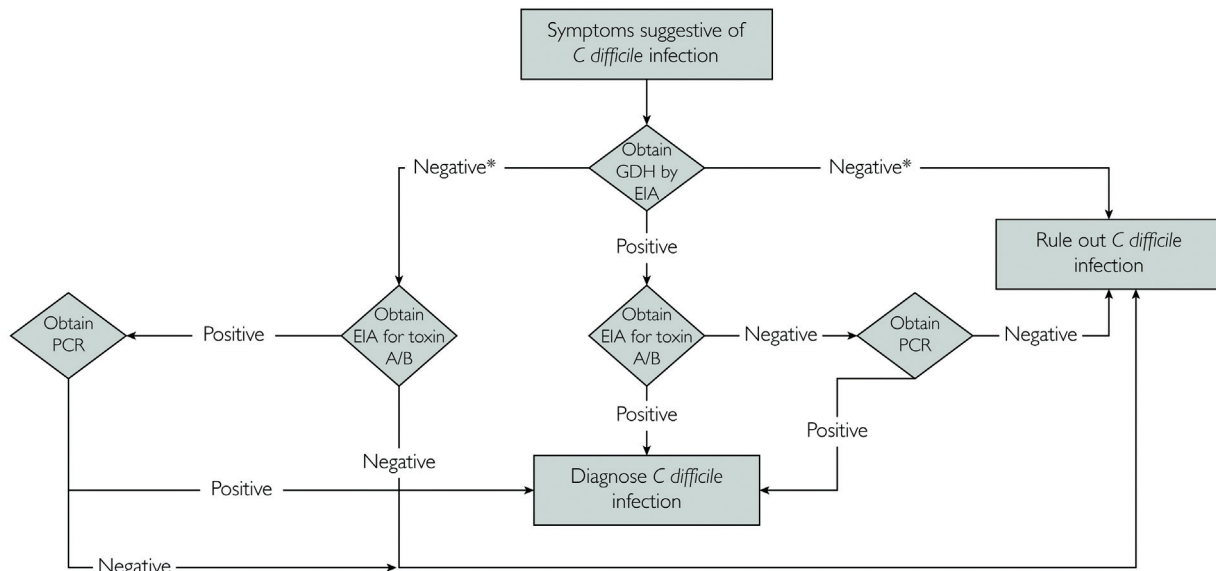 Symptoms suggestive of
C difficile infection
Obtain
GDH by
EIA
Negative*
Negative*
Positive
Rule out C difficile
infection
Obtain
PCR
Positive
Obtain
EIA for toxin
A/B
Obtain
EIA for toxin
A/B
Negative
Obtain
PCR
Negative
Positive
Positive
Negative
Positive
Diagnose C difficile
infection
Negative